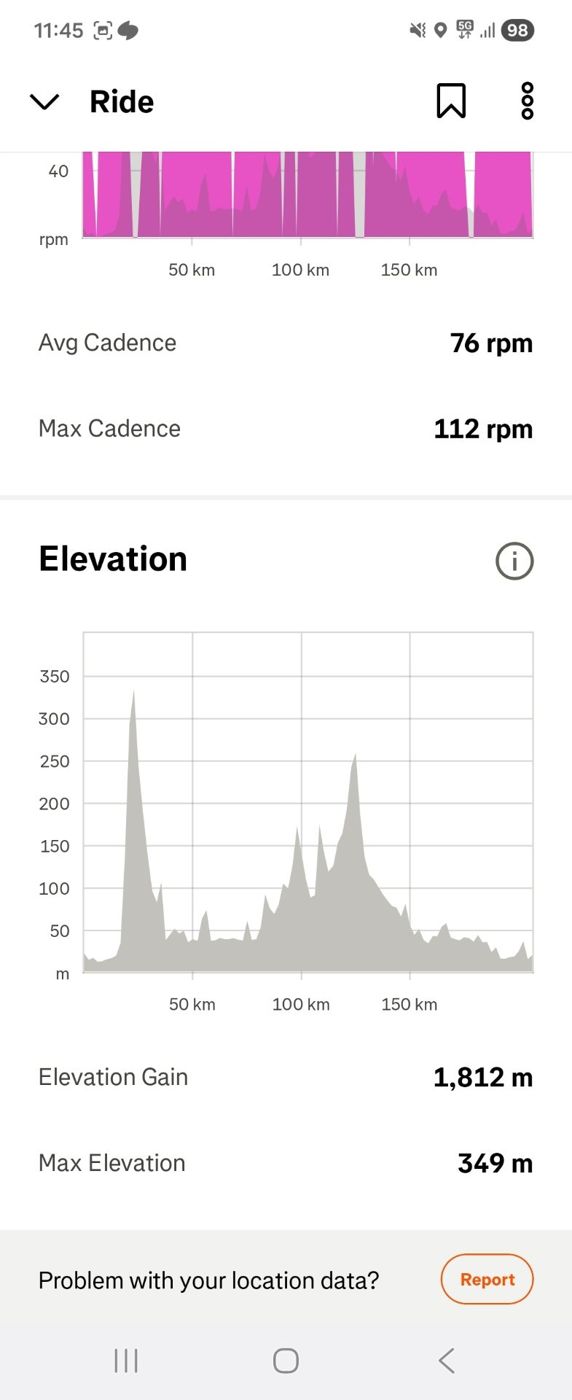 11:45 5G 98
Ride
40
rpm
50 km 100 km 150 km
Avg Cadence 76 rpm
Max Cadence 112 rpm
Elevation
350
300
250
200
150
100
50
m
50 km 100 km 150 km
Elevation Gain 1,812 m
Max Elevation 349 m
Problem with your location data? Report